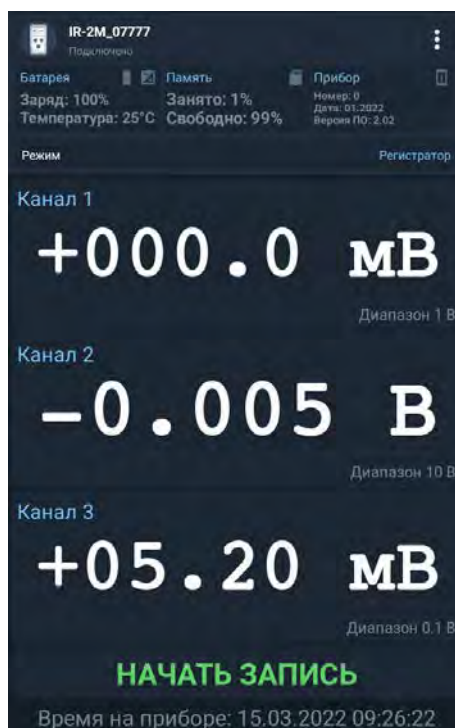 IR-2M_07777
Подключено
Батарея
Заряд: 100%
Температура: 25°C
Память
Занято: 1%
Свободно: 99%
Прибор
Номер: 0
Дата: 01.2022
Версия ПО: 2.02
Режим Регистратор
Канал 1
+000.0 мВ
Диапазон 1 В
Канал 2
-0.005 В
Диапазон 10 В
Канал 3
+05.20 мВ
Диапазон 0.1 В
НАЧАТЬ ЗАПИСЬ
Время на приборе: 15.03.2022 09:26:22